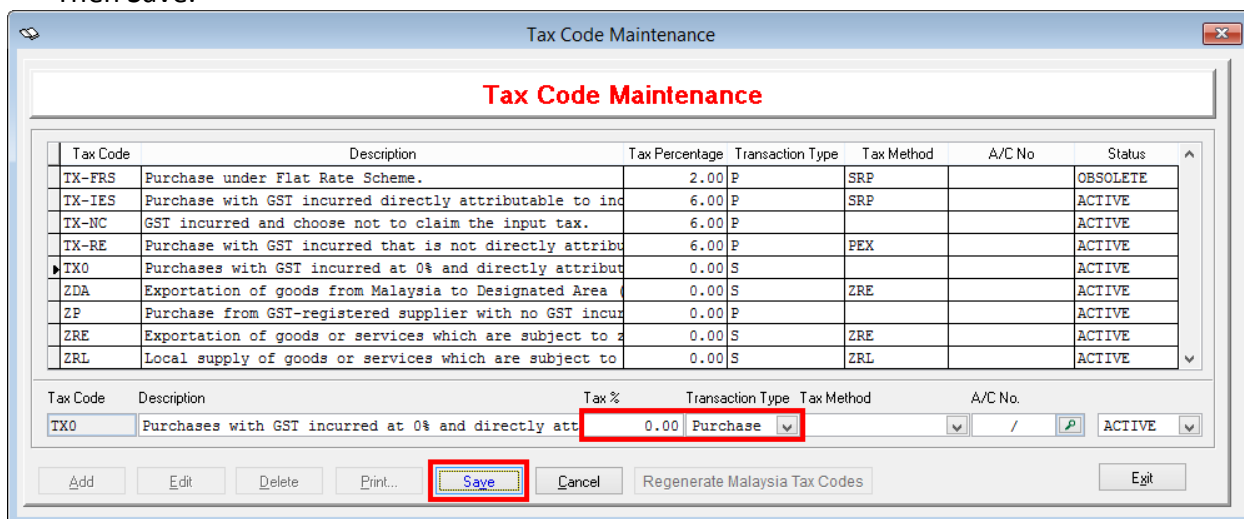 Then Save.
Tax Code Maintenance
Tax Code Maintenance
Tax Code Description Tax Percentage Transaction Type Tax Method A/C No Status
TX-FRS Purchase under Flat Rate Scheme. 2.00 P SRP OBSOLETE
TX-IES Purchase with GST incurred directly attributable to inc 6.00 P SRP ACTIVE
TX-NC GST incurred and choose not to claim the input tax. 6.00 P ACTIVE
TX-RE Purchase with GST incurred that is not directly attribu 6.00 P PEX ACTIVE
TX0 Purchases with GST incurred at 0% and directly attribut 0.00 S ACTIVE
ZDA Exportation of goods from Malaysia to Designated Area ( 0.00 S ZRE ACTIVE
ZP Purchase from GST-registered supplier with no GST incur 0.00 P ACTIVE
ZRE Exportation of goods or services which are subject to z 0.00 S ZRE ACTIVE
ZRL Local supply of goods or services which are subject to 0.00 S ZRL ACTIVE
Tax Code Description Tax % Transaction Type Tax Method A/C No.
TX0 Purchases with GST incurred at 0% and directly att 0.00 Purchase / ACTIVE
Add Edit Delete Print... Save Cancel Regenerate Malaysia Tax Codes Exit